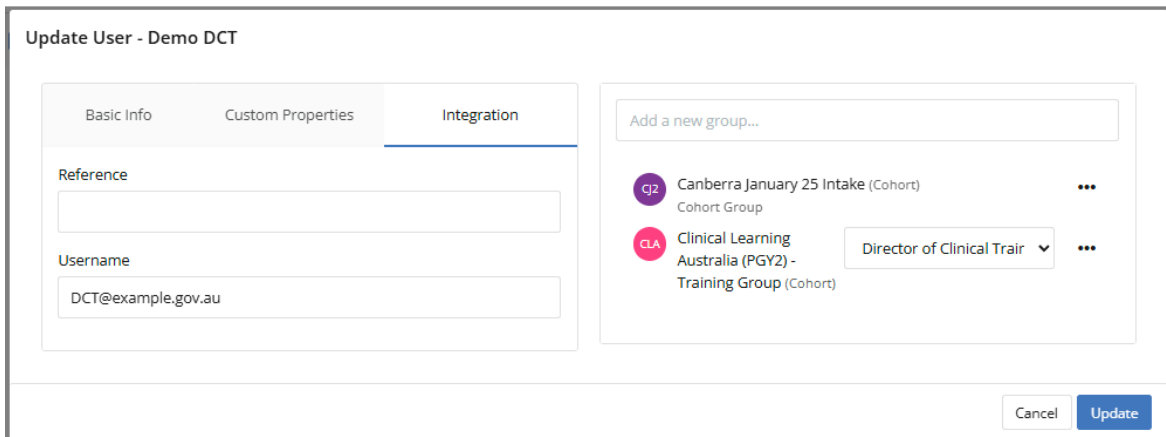 Update User - Demo DCT
Basic Info
Custom Properties
Integration
Reference
Username
DCT@example.gov.au
Add a new group...
CJ2
Canberra January 25 Intake (Cohort)
Cohort Group
CLA
Clinical Learning
Australia (PGY2) -
Training Group (Cohort)
Director of Clinical Trair
Cancel
Update